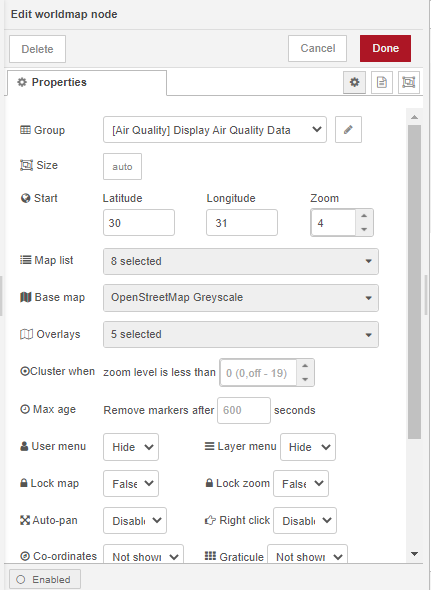 Edit worldmap node
Delete Cancel Done
Properties
Group [Air Quality] Display Air Quality Data
Size auto
Start Latitude Longitude Zoom
30 31 4
Map list 8 selected
Base map OpenStreetMap Greyscale
Overlays 5 selected
Cluster when zoom level is less than 0 (0,off - 19)
Max age Remove markers after 600 seconds
User menu Hide Layer menu Hide
Lock map False Lock zoom False
Auto-pan Disabl Right click Disabl
Co-ordinates Not shown Graticule Not shown
Enabled